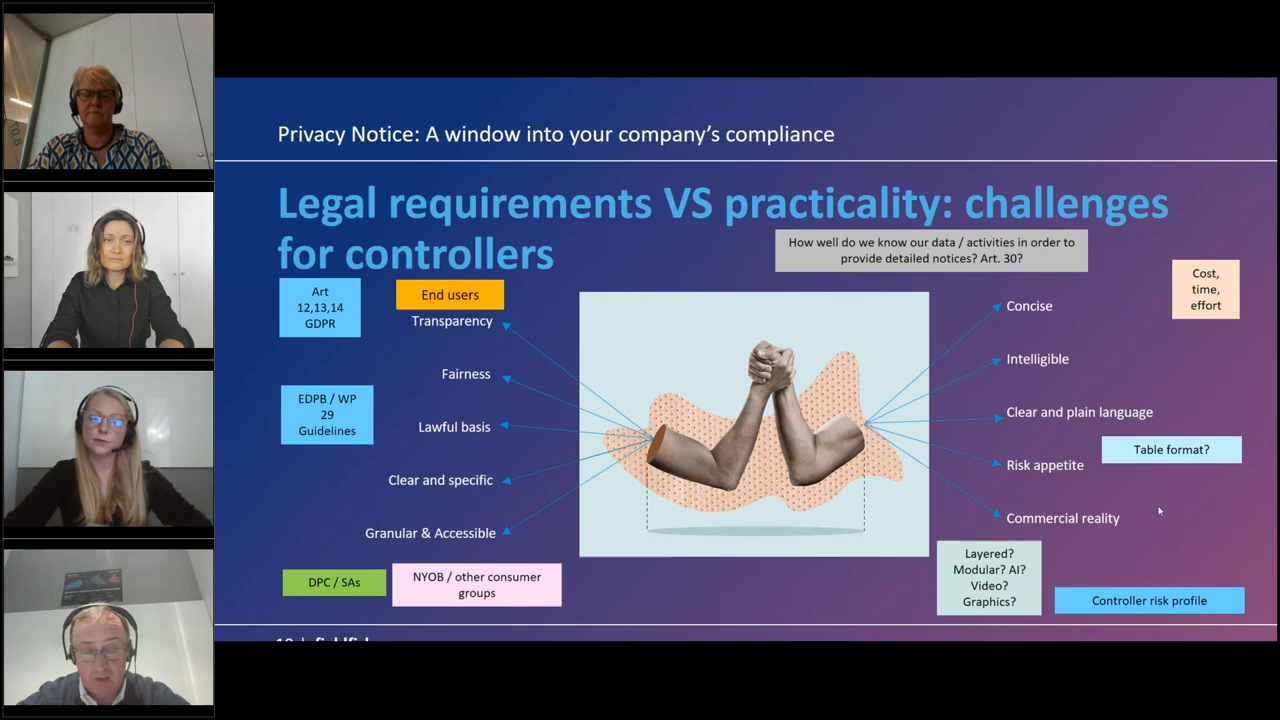 Privacy Notice: A window into your company's compliance
Legal requirements VS practicality: challenges
for controllers
How well do we know our data / activities in order to
provide detailed notices? Art. 30?
Cost,
time,
effort
Art
12,13,14
GDPR
End users
Transparency
Fairness
EDPB / WP
29
Guidelines
Lawful basis
Clear and specific
Granular & Accessible
DPC / SAs
NYOB / other consumer
groups
Concise
Intelligible
Clear and plain language
Table format?
Risk appetite
Commercial reality
Layered?
Modular? AI?
Video?
Graphics?
Controller risk profile